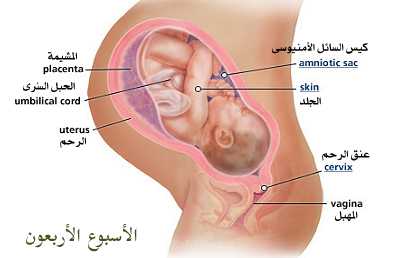 المشيمة
placenta
الحبل السرى
umbilical cord
uterus
الرحم
كيس السائل الأمنيوسى
amniotic sac
skin
الجلد
عنق الرحم
cervix
vagina
المهبل
الأسبوع الأربعون